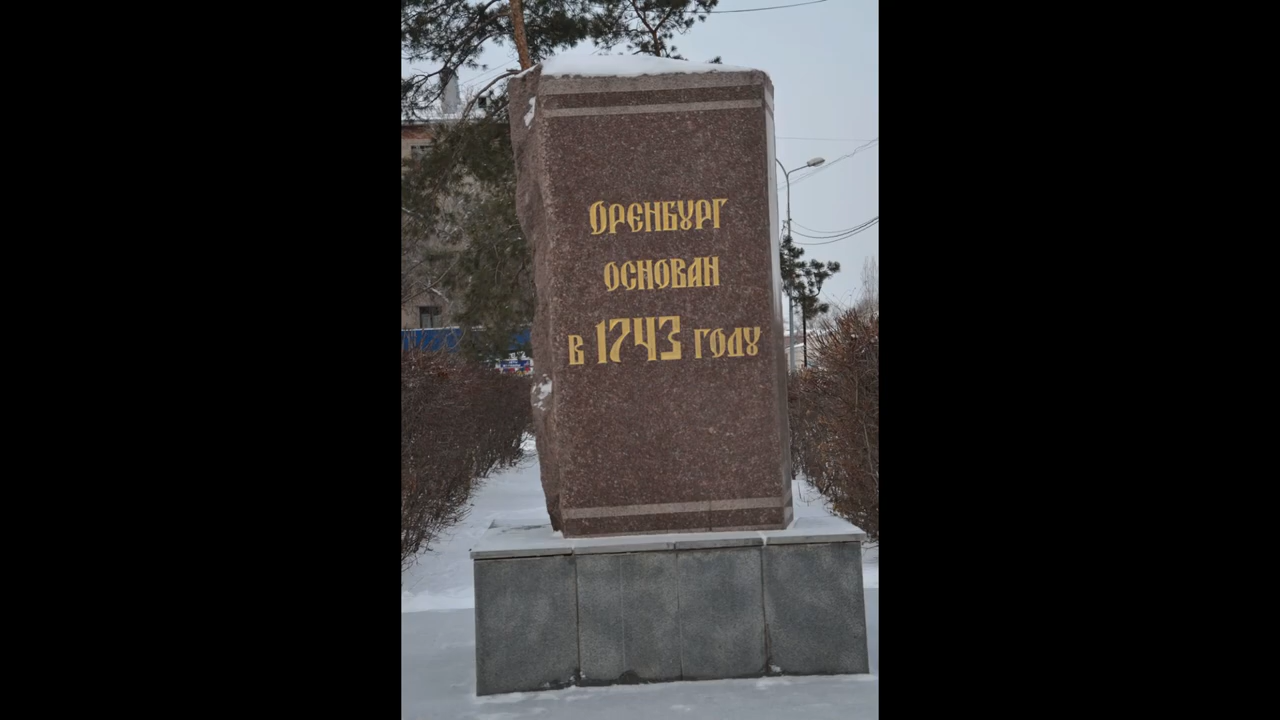 Оренбург
основан
в 1743 году